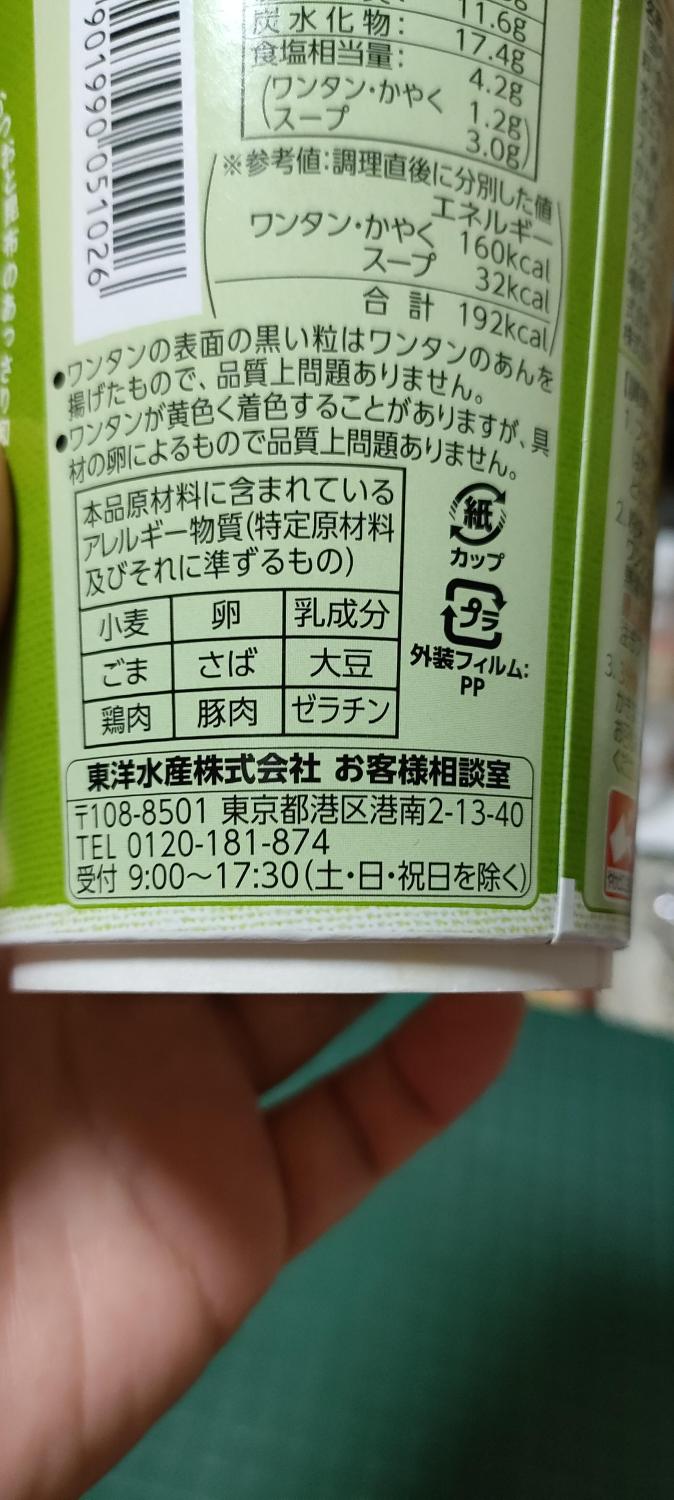 11.6g
炭水化物: 17.4g
食塩相当量: 4.2g
(ワンタン・かやく 1.2g
スープ 3.0g)
※参考値:調理直後に分別した値
エネルギー
ワンタン・かやく 160kcal
スープ 32kcal
合計 192kcal
901990 051026
●ワンタンの表面の黒い粒はワンタンのあんを
揚げたもので、品質上問題ありません。
●ワンタンが黄色く着色することがありますが、具
材の卵によるもので品質上問題ありません。
本品原材料に含まれている
アレルギー物質(特定原材料
及びそれに準ずるもの)
小麦 卵 乳成分
ごま さば 大豆
鶏肉 豚肉 ゼラチン
紙
カップ
プラ
外装フィルム:
PP
東洋水産株式会社 お客様相談室
〒108-8501 東京都港区港南2-13-40
TEL 0120-181-874
受付 9:00〜17:30(土・日・祝日を除く)